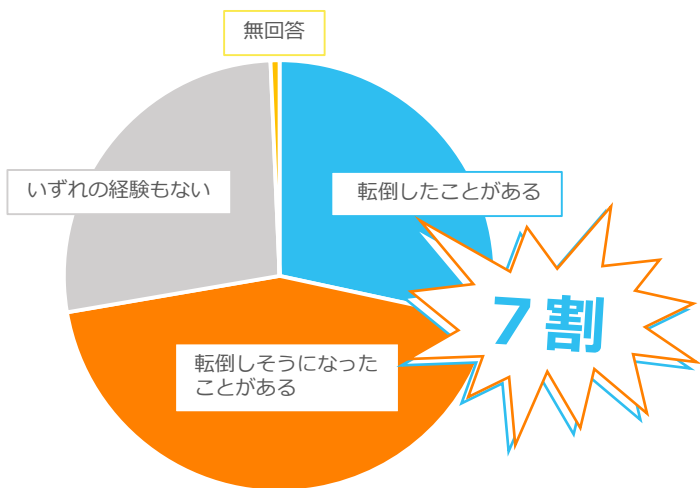 無回答
いずれの経験もない
転倒したことがある
７割
転倒しそうになった
ことがある